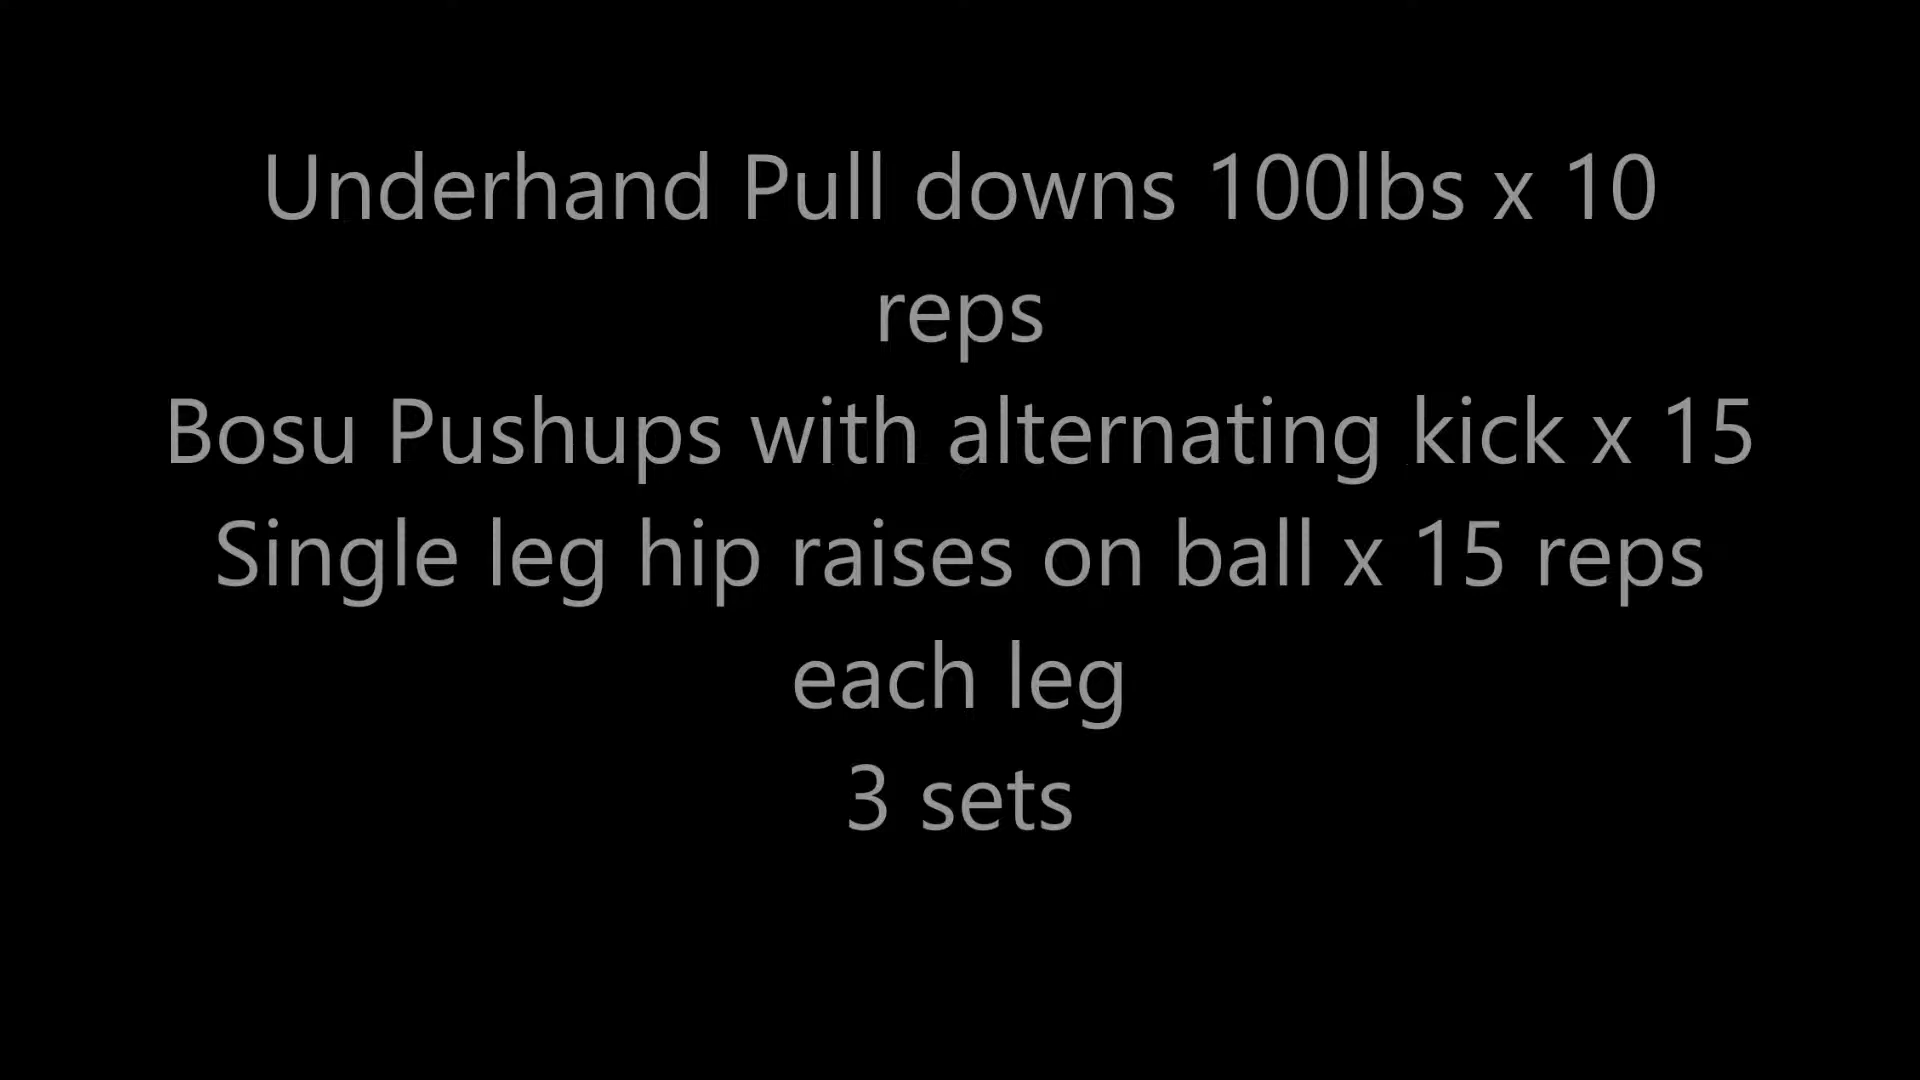 Underhand Pull downs 100lbs x 10
reps
Bosu Pushups with alternating kick x 15
Single leg hip raises on ball x 15 reps
each leg
3 sets